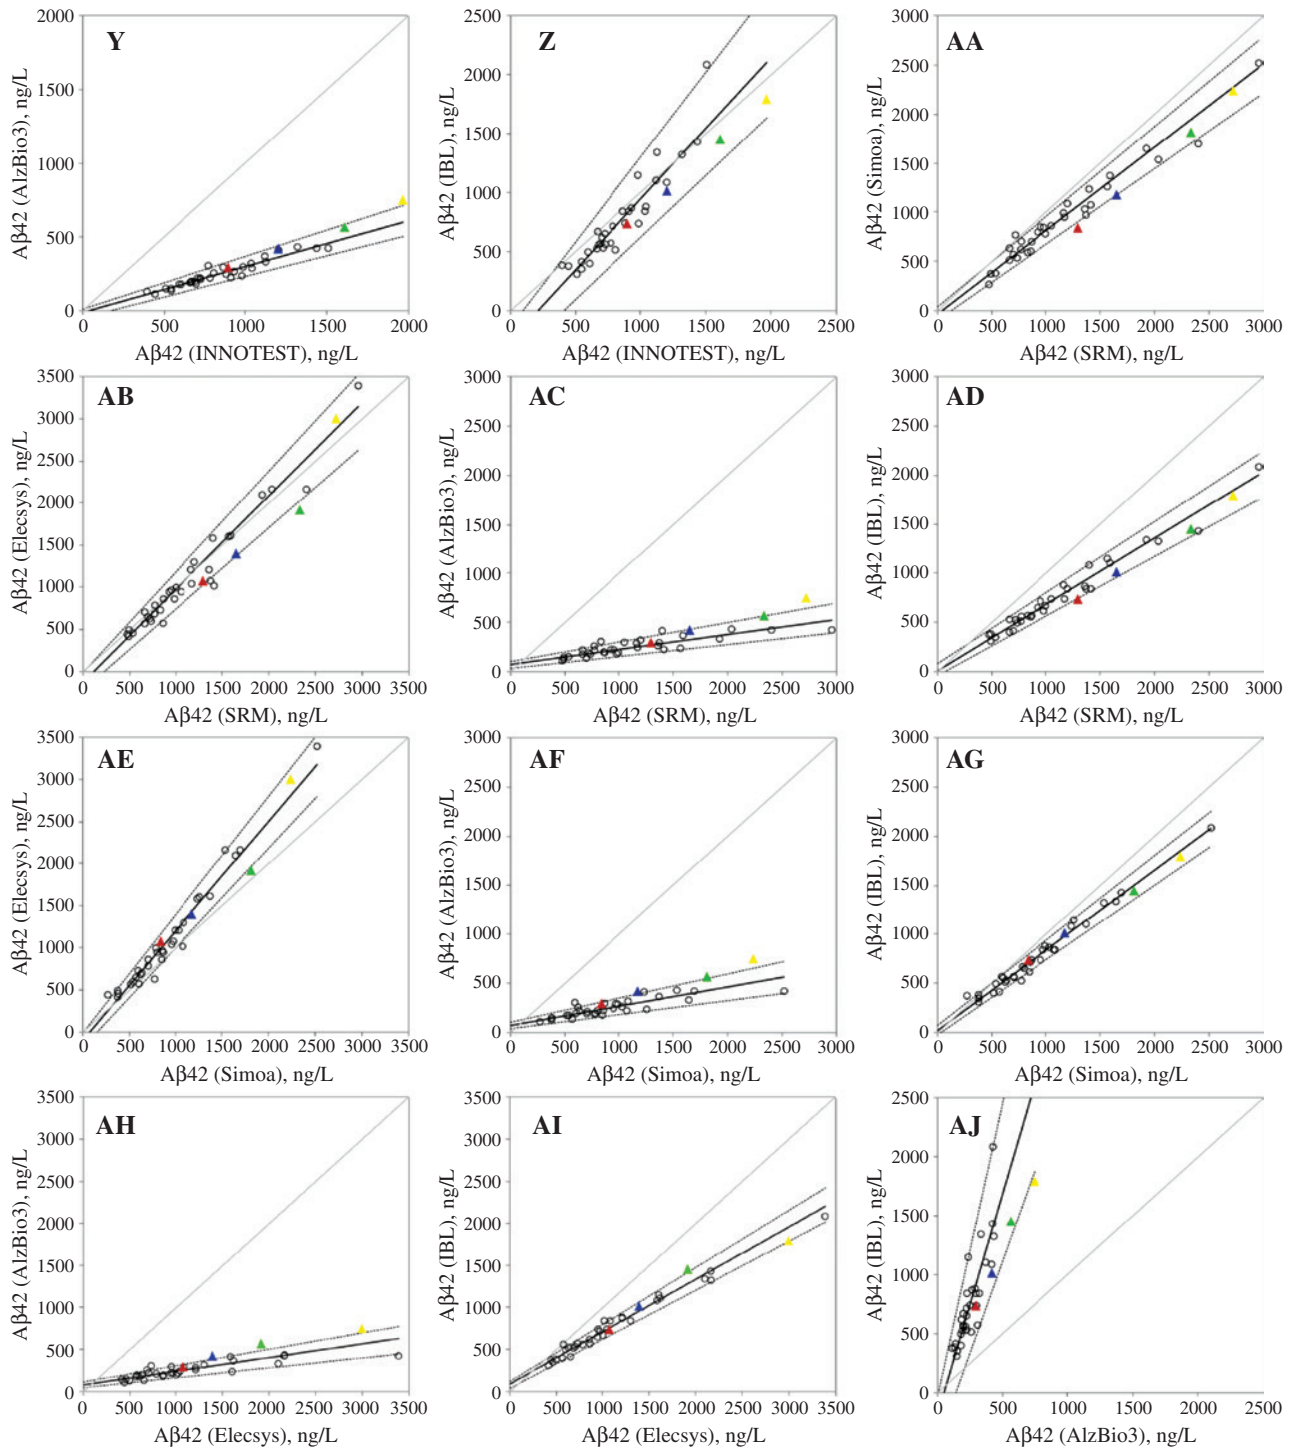 Y
Aβ42 (AlzBio3), ng/L
2000
1500
1000
500
0
0 500 1000 1500 2000
Aβ42 (INNOTEST), ng/L
Z
Aβ42 (IBL), ng/L
2500
2000
1500
1000
500
0
0 500 1000 1500 2000 2500
Aβ42 (INNOTEST), ng/L
AA
Aβ42 (Simoa), ng/L
3000
2500
2000
1500
1000
500
0
0 500 1000 1500 2000 2500 3000
Aβ42 (SRM), ng/L
AB
Aβ42 (Elecsys), ng/L
3500
3000
2500
2000
1500
1000
500
0
0 500 1000 1500 2000 2500 3000 3500
Aβ42 (SRM), ng/L
AC
Aβ42 (AlzBio3), ng/L
3000
2500
2000
1500
1000
500
0
0 500 1000 1500 2000 2500 3000
Aβ42 (SRM), ng/L
AD
Aβ42 (IBL), ng/L
3000
2500
2000
1500
1000
500
0
0 500 1000 1500 2000 2500 3000
Aβ42 (SRM), ng/L
AE
Aβ42 (Elecsys), ng/L
3500
3000
2500
2000
1500
1000
500
0
0 500 1000 1500 2000 2500 3000 3500
Aβ42 (Simoa), ng/L
AF
Aβ42 (AlzBio3), ng/L
3000
2500
2000
1500
1000
500
0
0 500 1000 1500 2000 2500 3000
Aβ42 (Simoa), ng/L
AG
Aβ42 (IBL), ng/L
3000
2500
2000
1500
1000
500
0
0 500 1000 1500 2000 2500 3000
Aβ42 (Simoa), ng/L
AH
Aβ42 (AlzBio3), ng/L
3500
3000
2500
2000
1500
1000
500
0
0 500 1000 1500 2000 2500 3000 3500
Aβ42 (Elecsys), ng/L
AI
Aβ42 (IBL), ng/L
3500
3000
2500
2000
1500
1000
500
0
0 500 1000 1500 2000 2500 3000 3500
Aβ42 (Elecsys), ng/L
AJ
Aβ42 (IBL), ng/L
2500
2000
1500
1000
500
0
0 500 1000 1500 2000 2500
Aβ42 (AlzBio3), ng/L